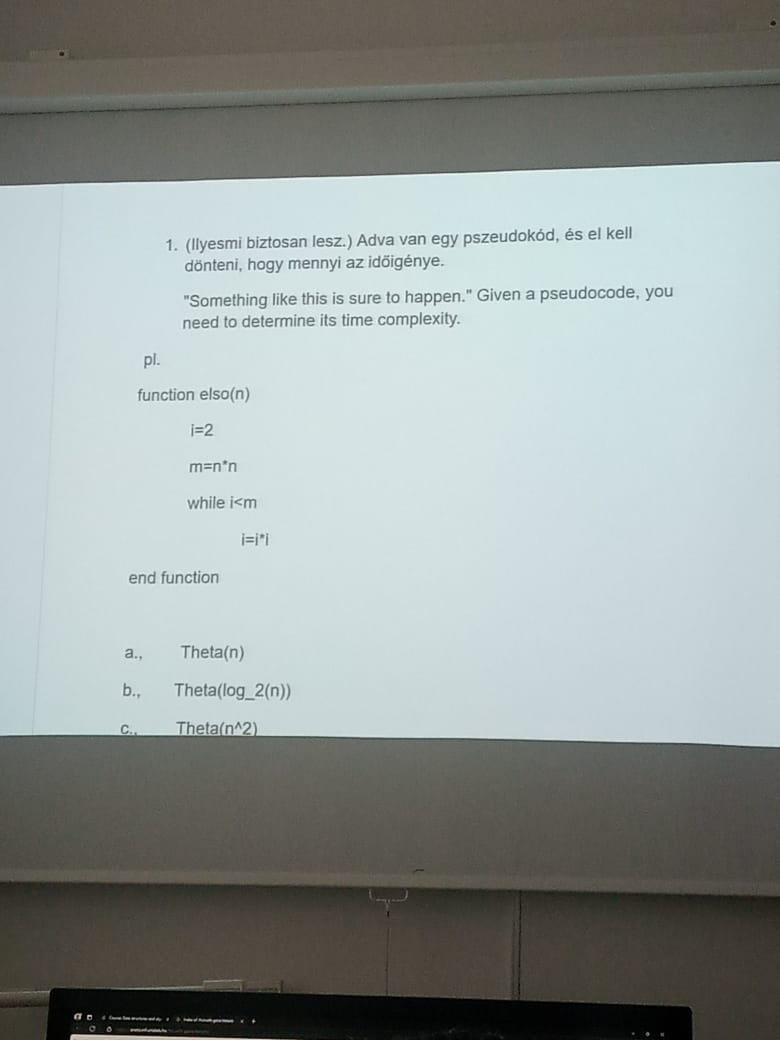 1. (Ilyesmi biztosan lesz.) Adva van egy pszeudokód, és el kell
dönteni, hogy mennyi az időigénye.
"Something like this is sure to happen." Given a pseudocode, you
need to determine its time complexity.
pl.
function elso(n)
i=2
m=n*n
while i<m
i=i*i
end function
a., Theta(n)
b., Theta(log_2(n))
c., Theta(n^2)